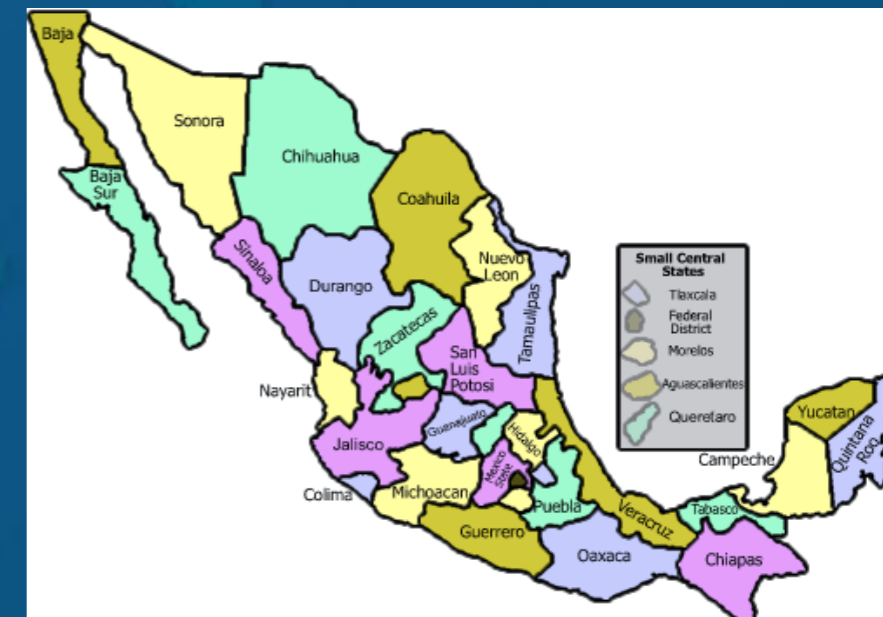 Baja
Sonora
Chihuahua
Baja
Sur
Coahuila
Sinaloa
Durango
Nuevo
Leon
Tamaulipas
Zacatecas
San
Luis
Potosi
Nayarit
Jalisco
Guanajuato
Hidalgo
Mexico
State
Colima
Michoacan
Puebla
Guerrero
Veracruz
Oaxaca
Tabasco
Chiapas
Campeche
Yucatan
Quintana
Roo
Small Central
States
Tlaxcala
Federal
District
Morelos
Aguascalientes
Queretaro